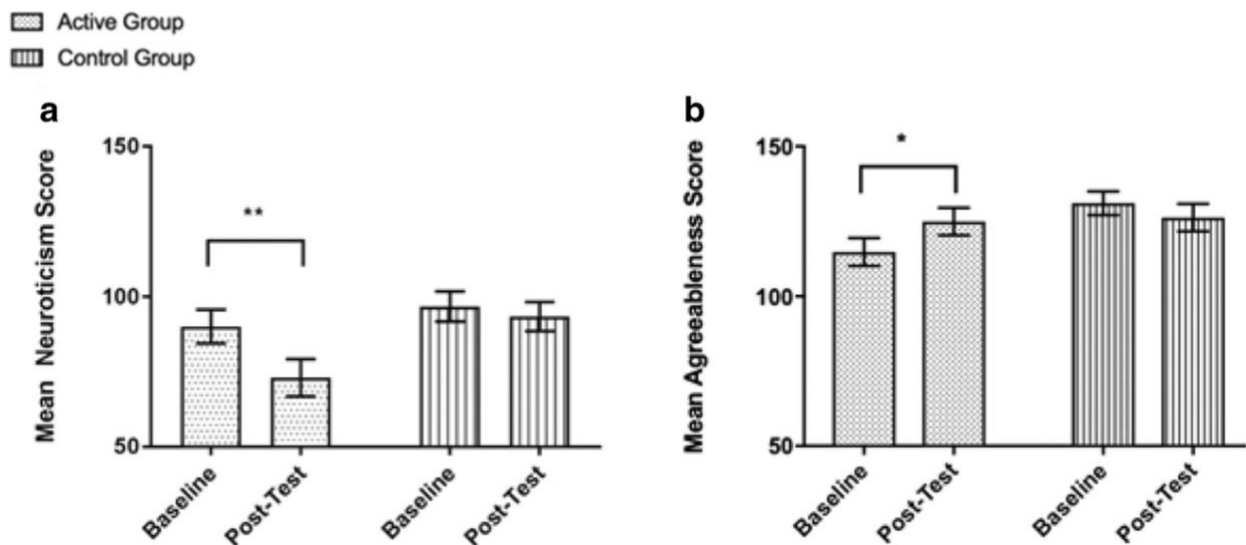 Active Group
Control Group
a
Mean Neuroticism Score
150
100
50
**
Baseline
Post-Test
Baseline
Post-Test
b
Mean Agreeableness Score
150
100
50
*
Baseline
Post-Test
Baseline
Post-Test